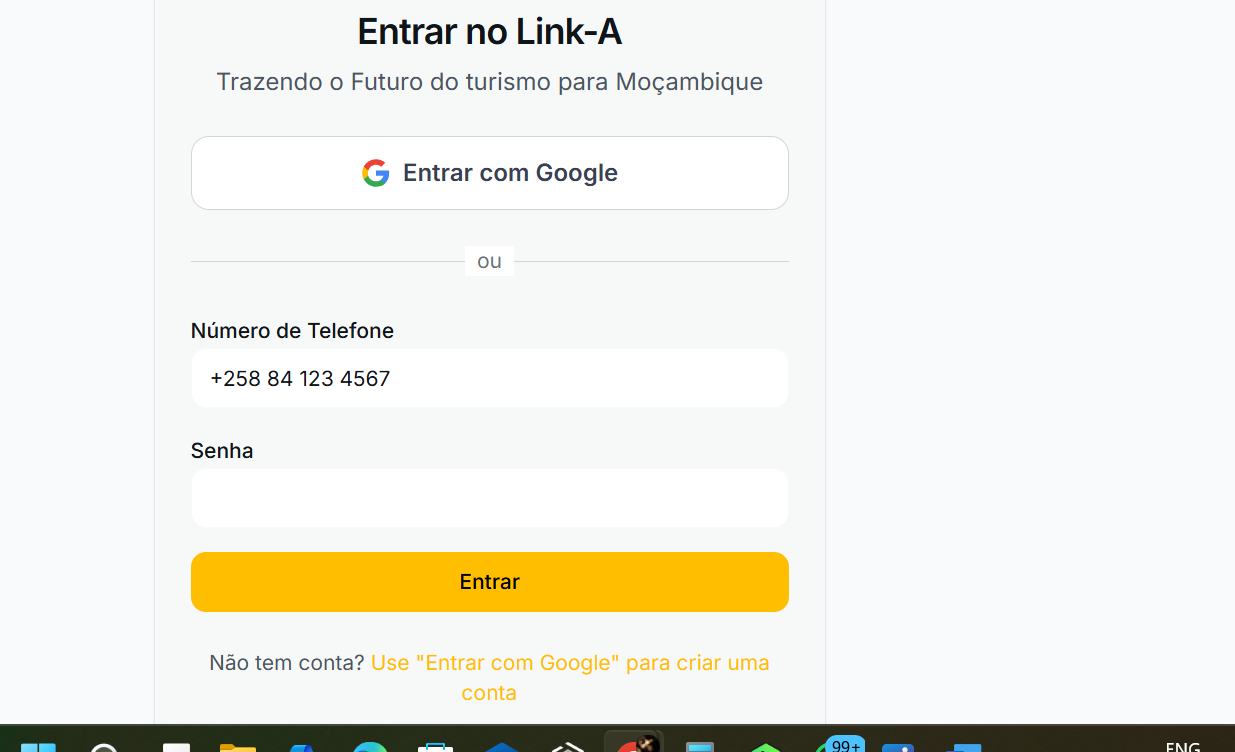 Entrar no Link-A
Trazendo o Futuro do turismo para Moçambique
Entrar com Google
ou
Número de Telefone
+258 84 123 4567
Senha
Entrar
Não tem conta? Use "Entrar com Google" para criar uma
conta
99+
ENG